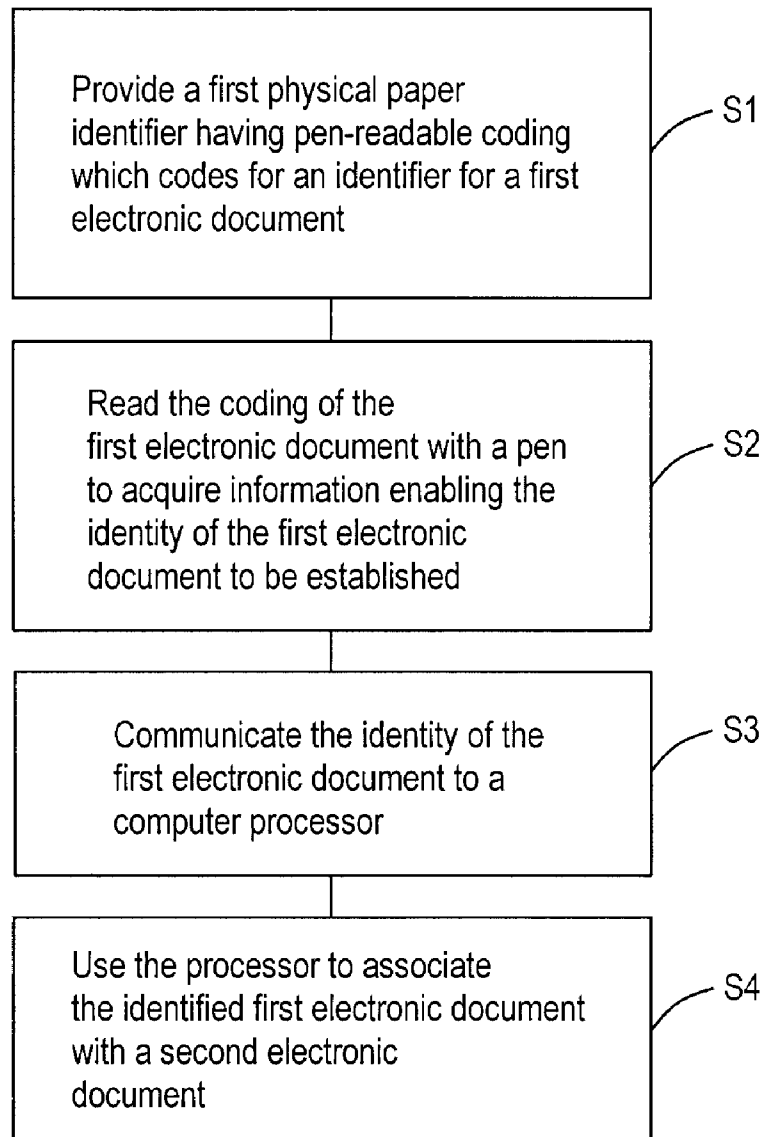 Provide a first physical paper
identifier having pen-readable coding
which codes for an identifier for a first
electronic document
S1
Read the coding of the
first electronic document with a pen
to acquire information enabling the
identity of the first electronic
document to be established
S2
Communicate the identity of the
first electronic document to a
computer processor
S3
Use the processor to associate
the identified first electronic document
with a second electronic
document
S4